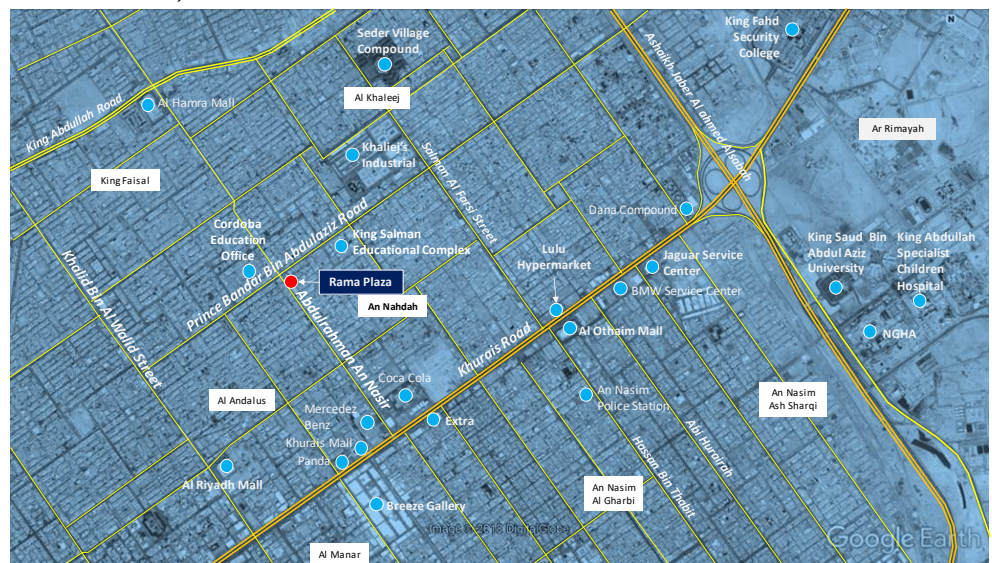 King Fahd
Security
College
N
Seder Village
Compound
Ashaikh Jaber Al ahmed Alsabah
Al Khaleej
King Abdullah Road
Al Hamra Mall
Ar Rimayah
Khaliej's
Industrial
Salman Al Farsi Street
King Faisal
Dana Compound
Cordoba
Education
Office
Prince Bandar Bin Abdulaziz Road
King Salman
Educational Complex
Lulu
Hypermarket
Jaguar Service
Center
King Saud Bin
Abdul Aziz
University
King Abdullah
Specialist
Children
Hospital
Rama Plaza
BMW Service Center
An Nahdah
Khalid Bin Al Walid Street
Abdulrahman An Nasir
Khurais Road
Al Othaim Mall
NGHA
Coca Cola
An Nasim
Police Station
An Nasim
Ash Sharqi
Al Andalus
Mercedez
Benz
Extra
Abi Hurairah
Hassan Bin Thabit
Khurais Mall
Panda
Al Riyadh Mall
An Nasim
Al Gharbi
Breeze Gallery
Image © 2018 DigitalGlobe
Google Earth
Al Manar